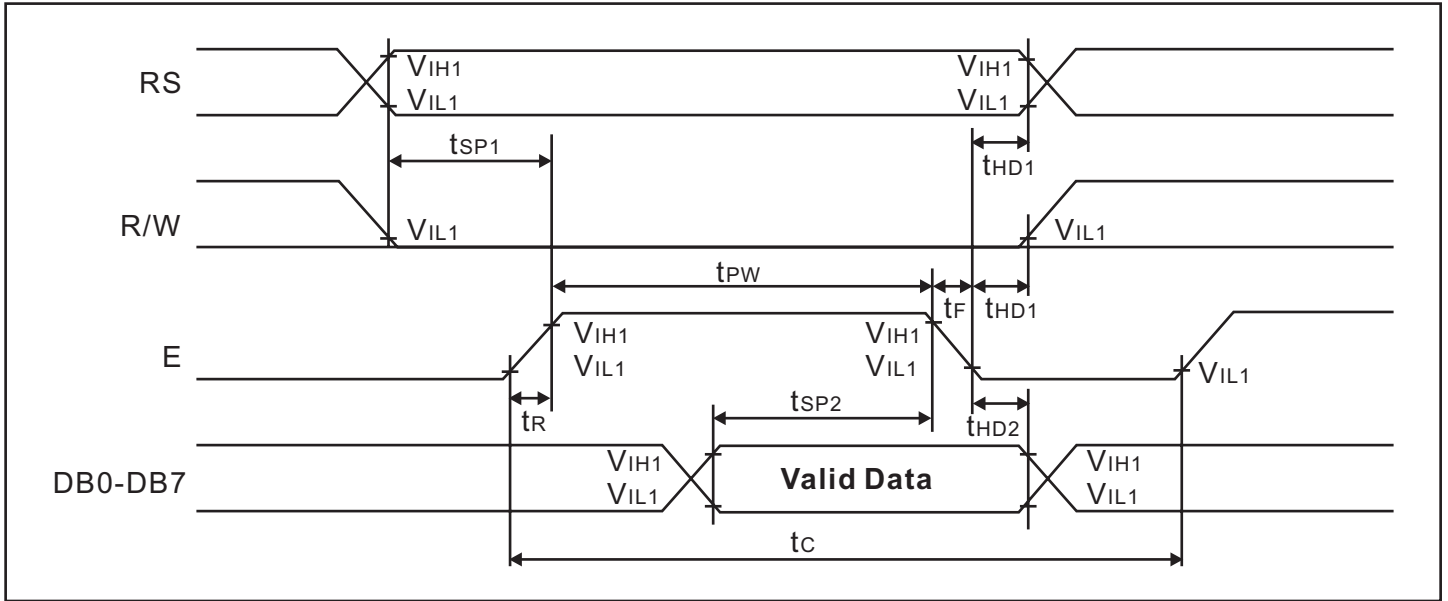 RS
VIH1 VIH1
VIL1 VIL1
tSP1 tHD1
R/W VIL1 VIL1
tPW tF tHD1
E VIH1 VIH1
VIL1 VIL1 VIL1
tR tSP2 tHD2
DB0-DB7 VIH1 Valid Data VIH1
VIL1 VIL1
tC